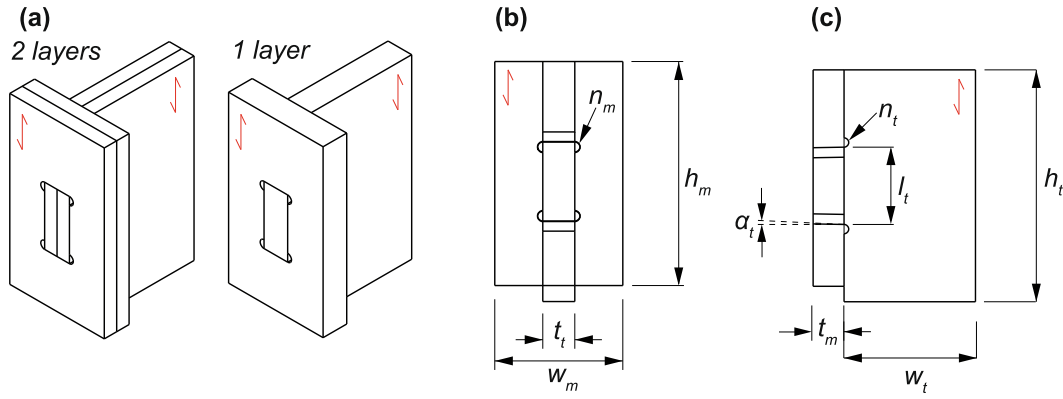 (a)
2 layers
1 layer
(b)
n_m
h_m
t_t
w_m
(c)
n_t
l_t
h_t
α_t
t_m
w_t